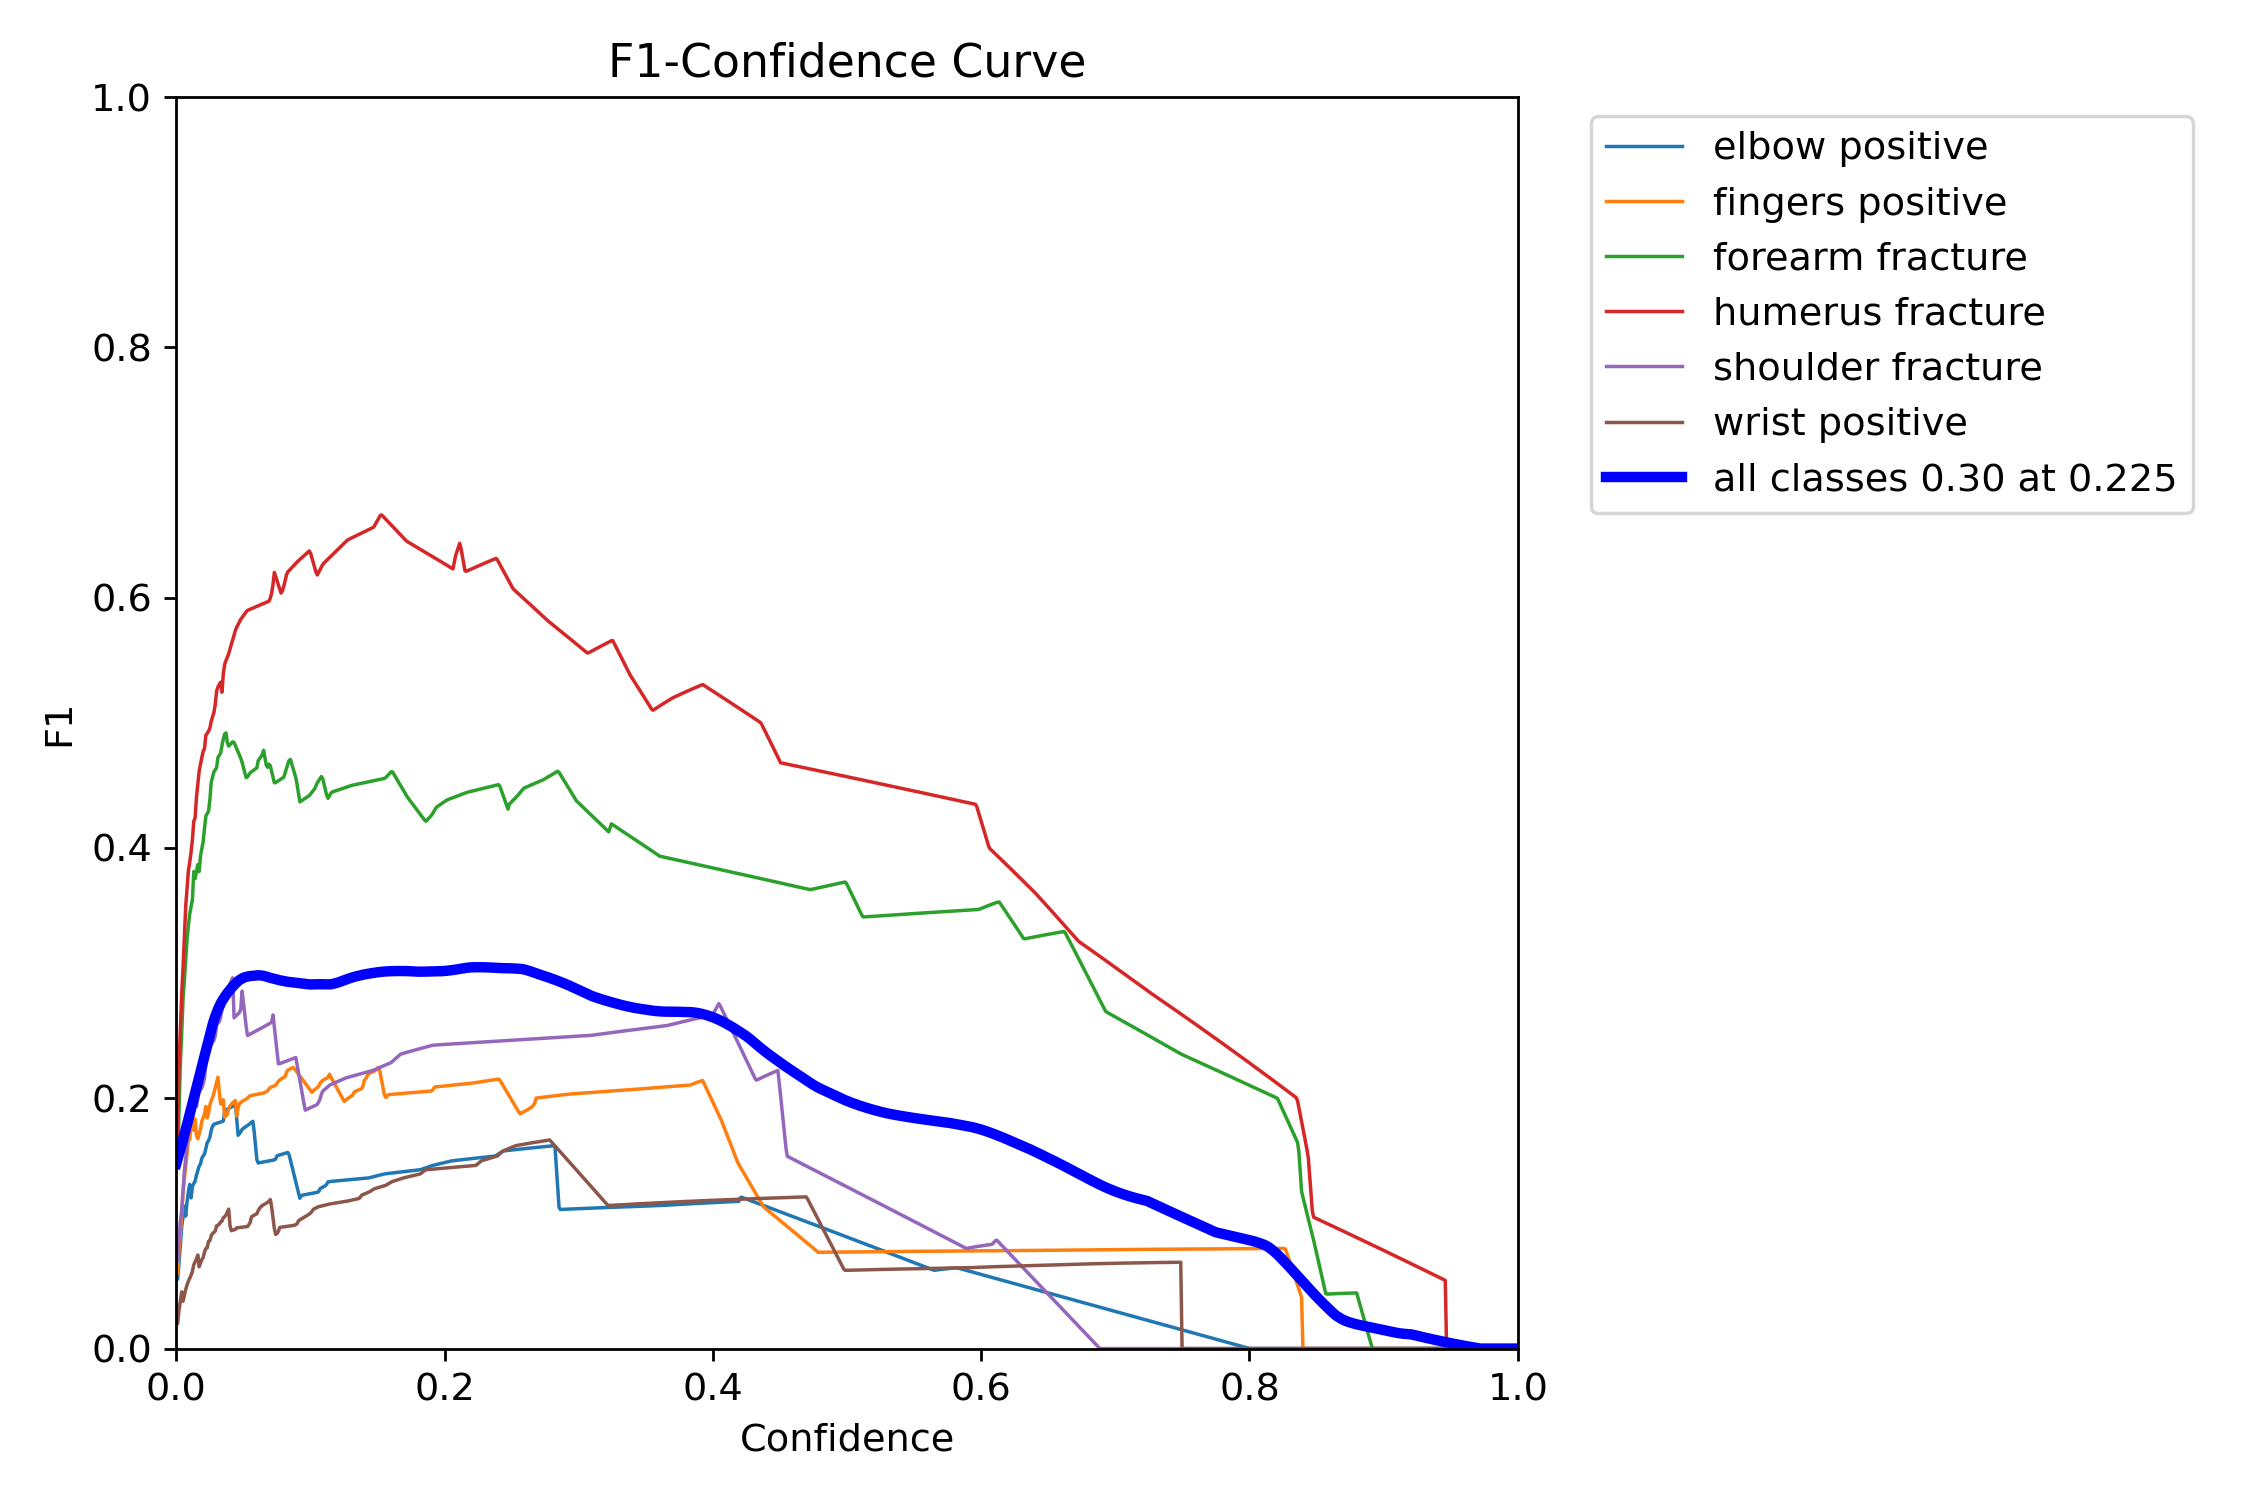 F1-Confidence Curve
1.0
0.8
0.6
0.4
0.2
0.0
F1
0.0 0.2 0.4 0.6 0.8 1.0
Confidence
elbow positive
fingers positive
forearm fracture
humerus fracture
shoulder fracture
wrist positive
all classes 0.30 at 0.225